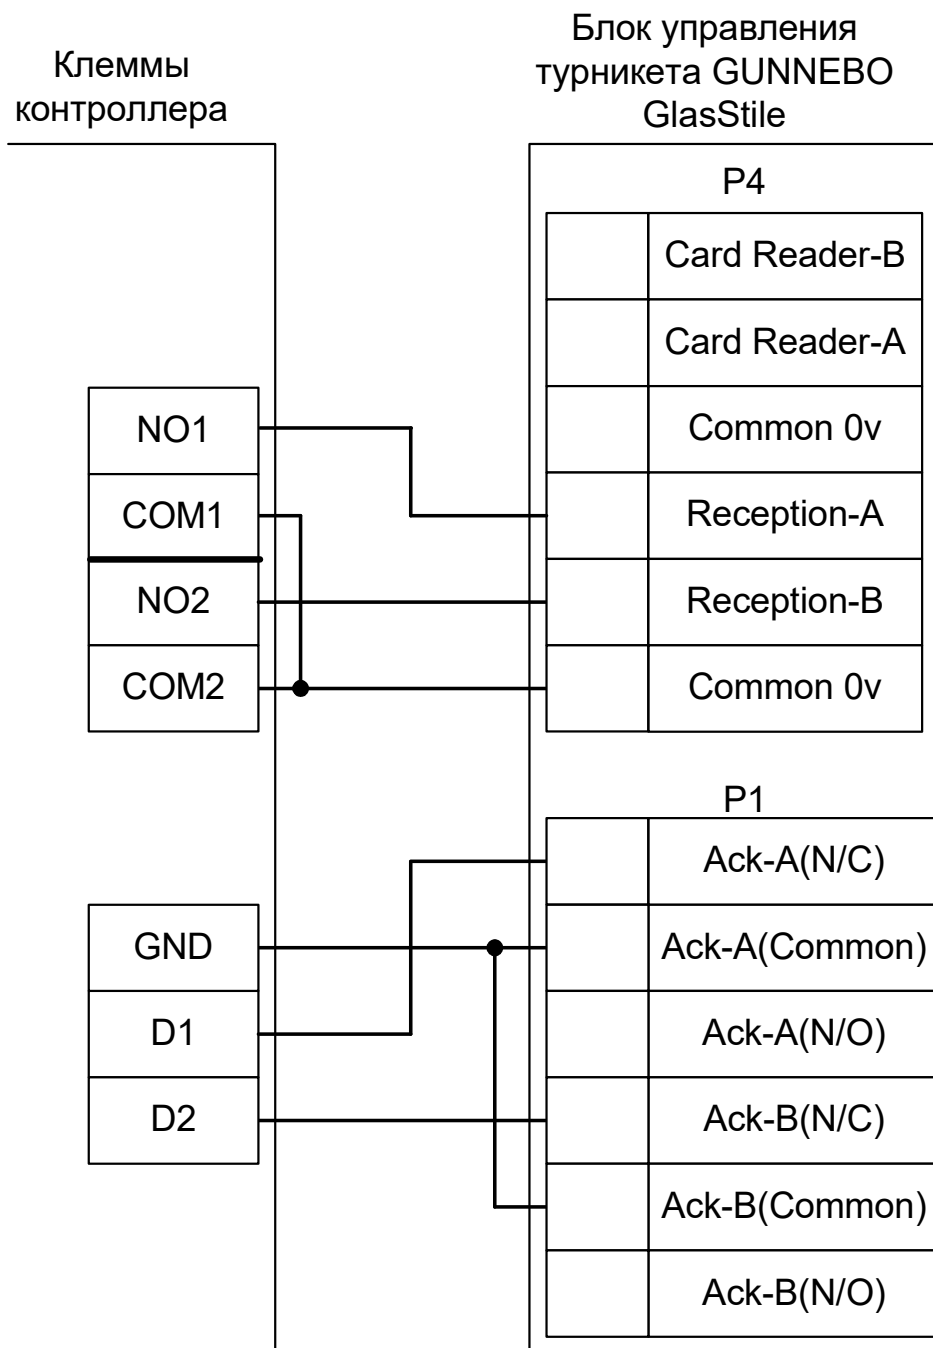 Клеммы
контроллера
Блок управления
турникета GUNNEBO
GlasStile
P4
Card Reader-B
Card Reader-A
NO1
Common 0v
COM1
Reception-A
NO2
Reception-B
COM2
Common 0v
P1
Ack-A(N/C)
GND
Ack-A(Common)
D1
Ack-A(N/O)
D2
Ack-B(N/C)
Ack-B(Common)
Ack-B(N/O)